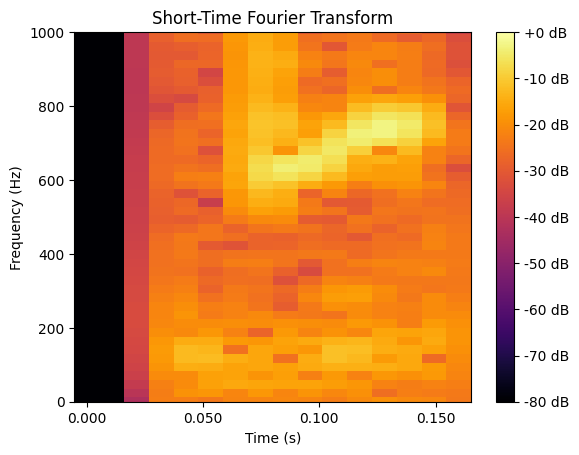 Short-Time Fourier Transform
Frequency (Hz)
1000
800
600
400
200
0
0.000 0.050 0.100 0.150
Time (s)
+0 dB
-10 dB
-20 dB
-30 dB
-40 dB
-50 dB
-60 dB
-70 dB
-80 dB